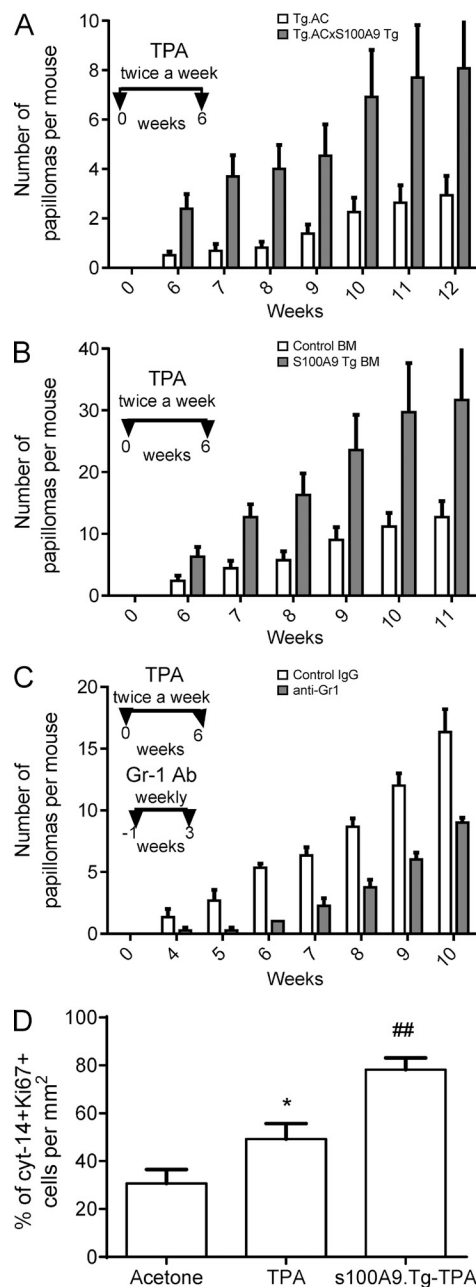 A
Tg.AC
Tg.ACxS100A9 Tg
TPA
twice a week
0 6
weeks
Number of
papillomas per mouse
10
8
6
4
2
0
0 6 7 8 9 10 11 12
Weeks
B
Control BM
S100A9 Tg BM
TPA
twice a week
0 6
weeks
Number of
papillomas per mouse
40
30
20
10
0
0 6 7 8 9 10 11
Weeks
C
Control IgG
anti-Gr1
TPA
twice a week
0 6
weeks
Gr-1 Ab
weekly
-1 3
weeks
Number of
papillomas per mouse
20
15
10
5
0
0 4 5 6 7 8 9 10
Weeks
D
% of cyt-14+Ki67+
cells per mm²
100
80
60
40
20
0
*
##
Acetone TPA s100A9.Tg-TPA